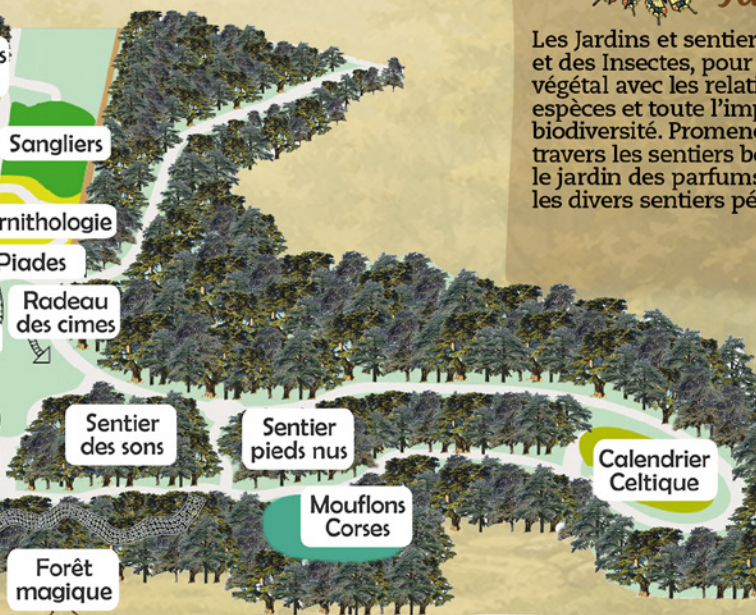 Les Jardins et sentier
et des Insectes, pour
végétal avec les relati
espèces et toute l'imp
biodiversité. Promen
travers les sentiers b
le jardin des parfums
les divers sentiers pé
Sangliers
rnithologie
Piades
Radeau
des cimes
Sentier
des sons
Sentier
pieds nus
Calendrier
Celtique
Mouflons
Corses
Forêt
magique